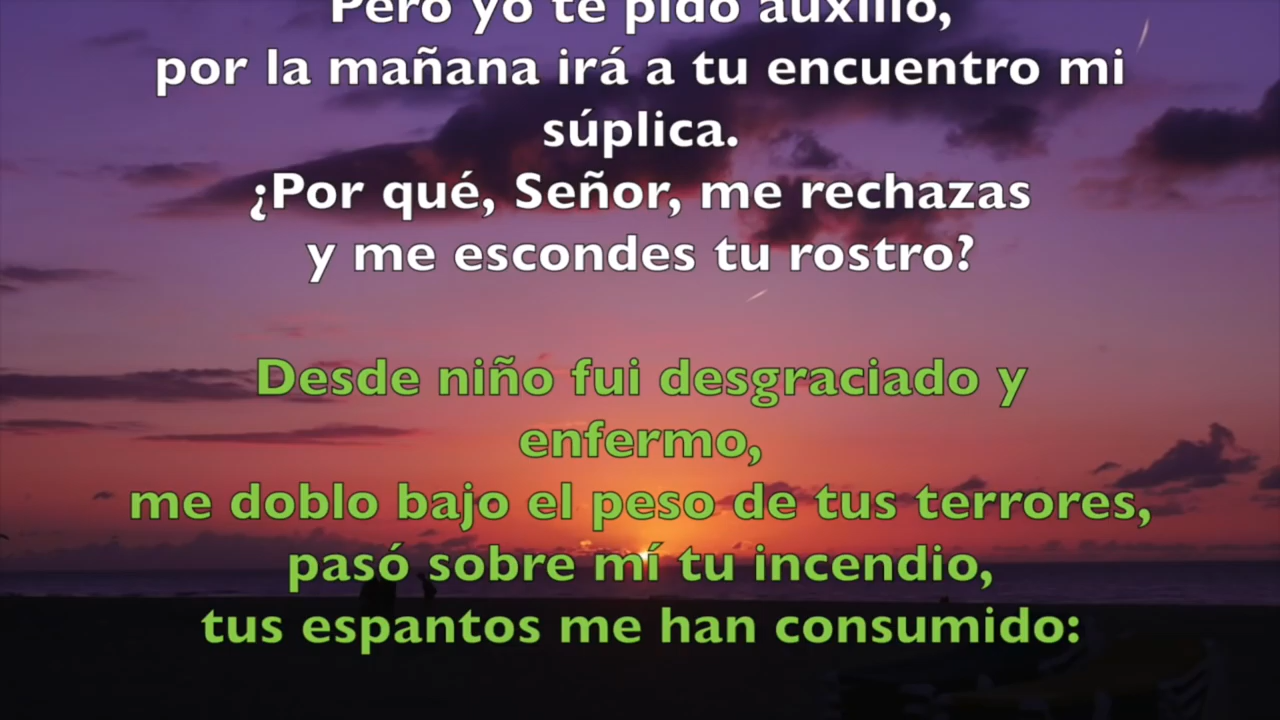 Pero yo te pido auxilio,
por la mañana irá a tu encuentro mi
súplica.
¿Por qué, Señor, me rechazas
y me escondes tu rostro?
Desde niño fui desgraciado y
enfermo,
me doblo bajo el peso de tus terrores,
pasó sobre mí tu incendio,
tus espantos me han consumido: